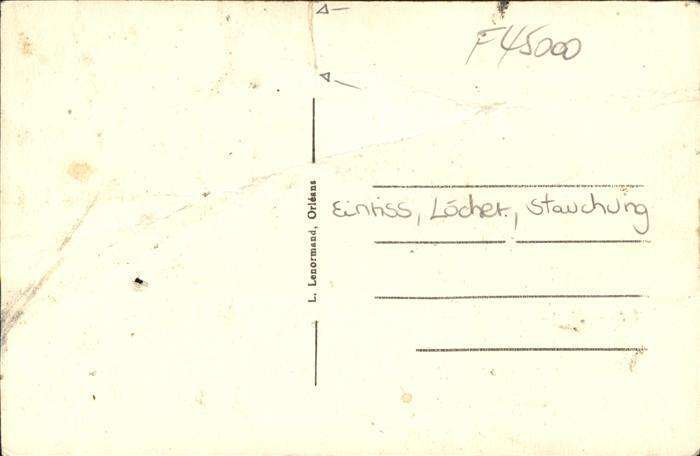 F45000
L. Lenormand, Orléans
Einriss, Löcher, Stauchung